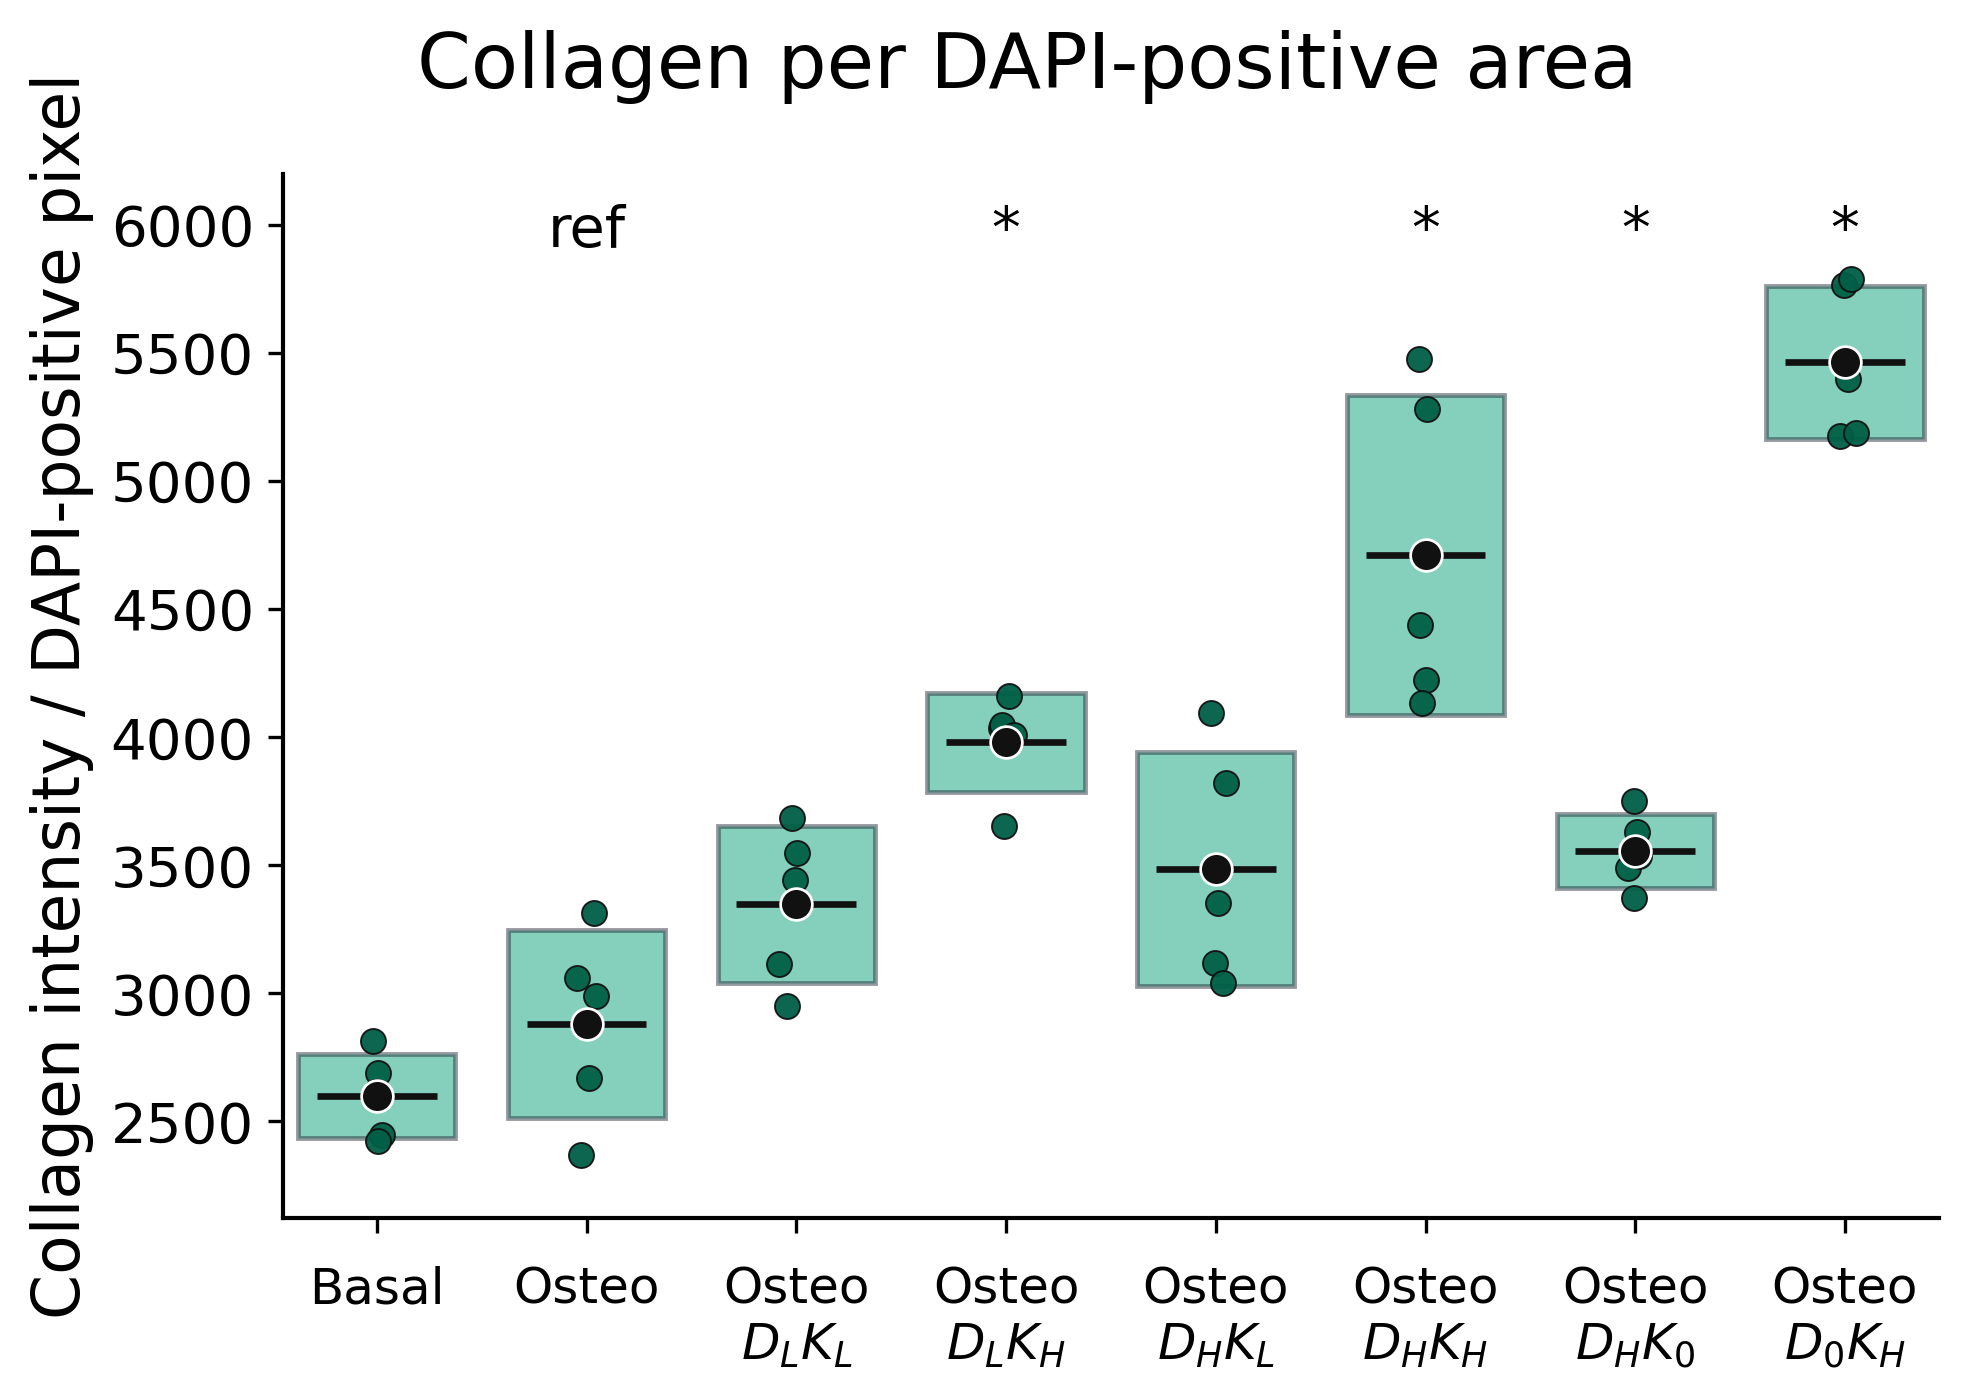 Collagen per DAPI-positive area
Collagen intensity / DAPI-positive pixel
6000
5500
5000
4500
4000
3500
3000
2500
ref * * * *
Basal Osteo Osteo Osteo Osteo Osteo Osteo Osteo
D_LK_L D_LK_H D_HK_L D_HK_H D_HK_0 D_0K_H